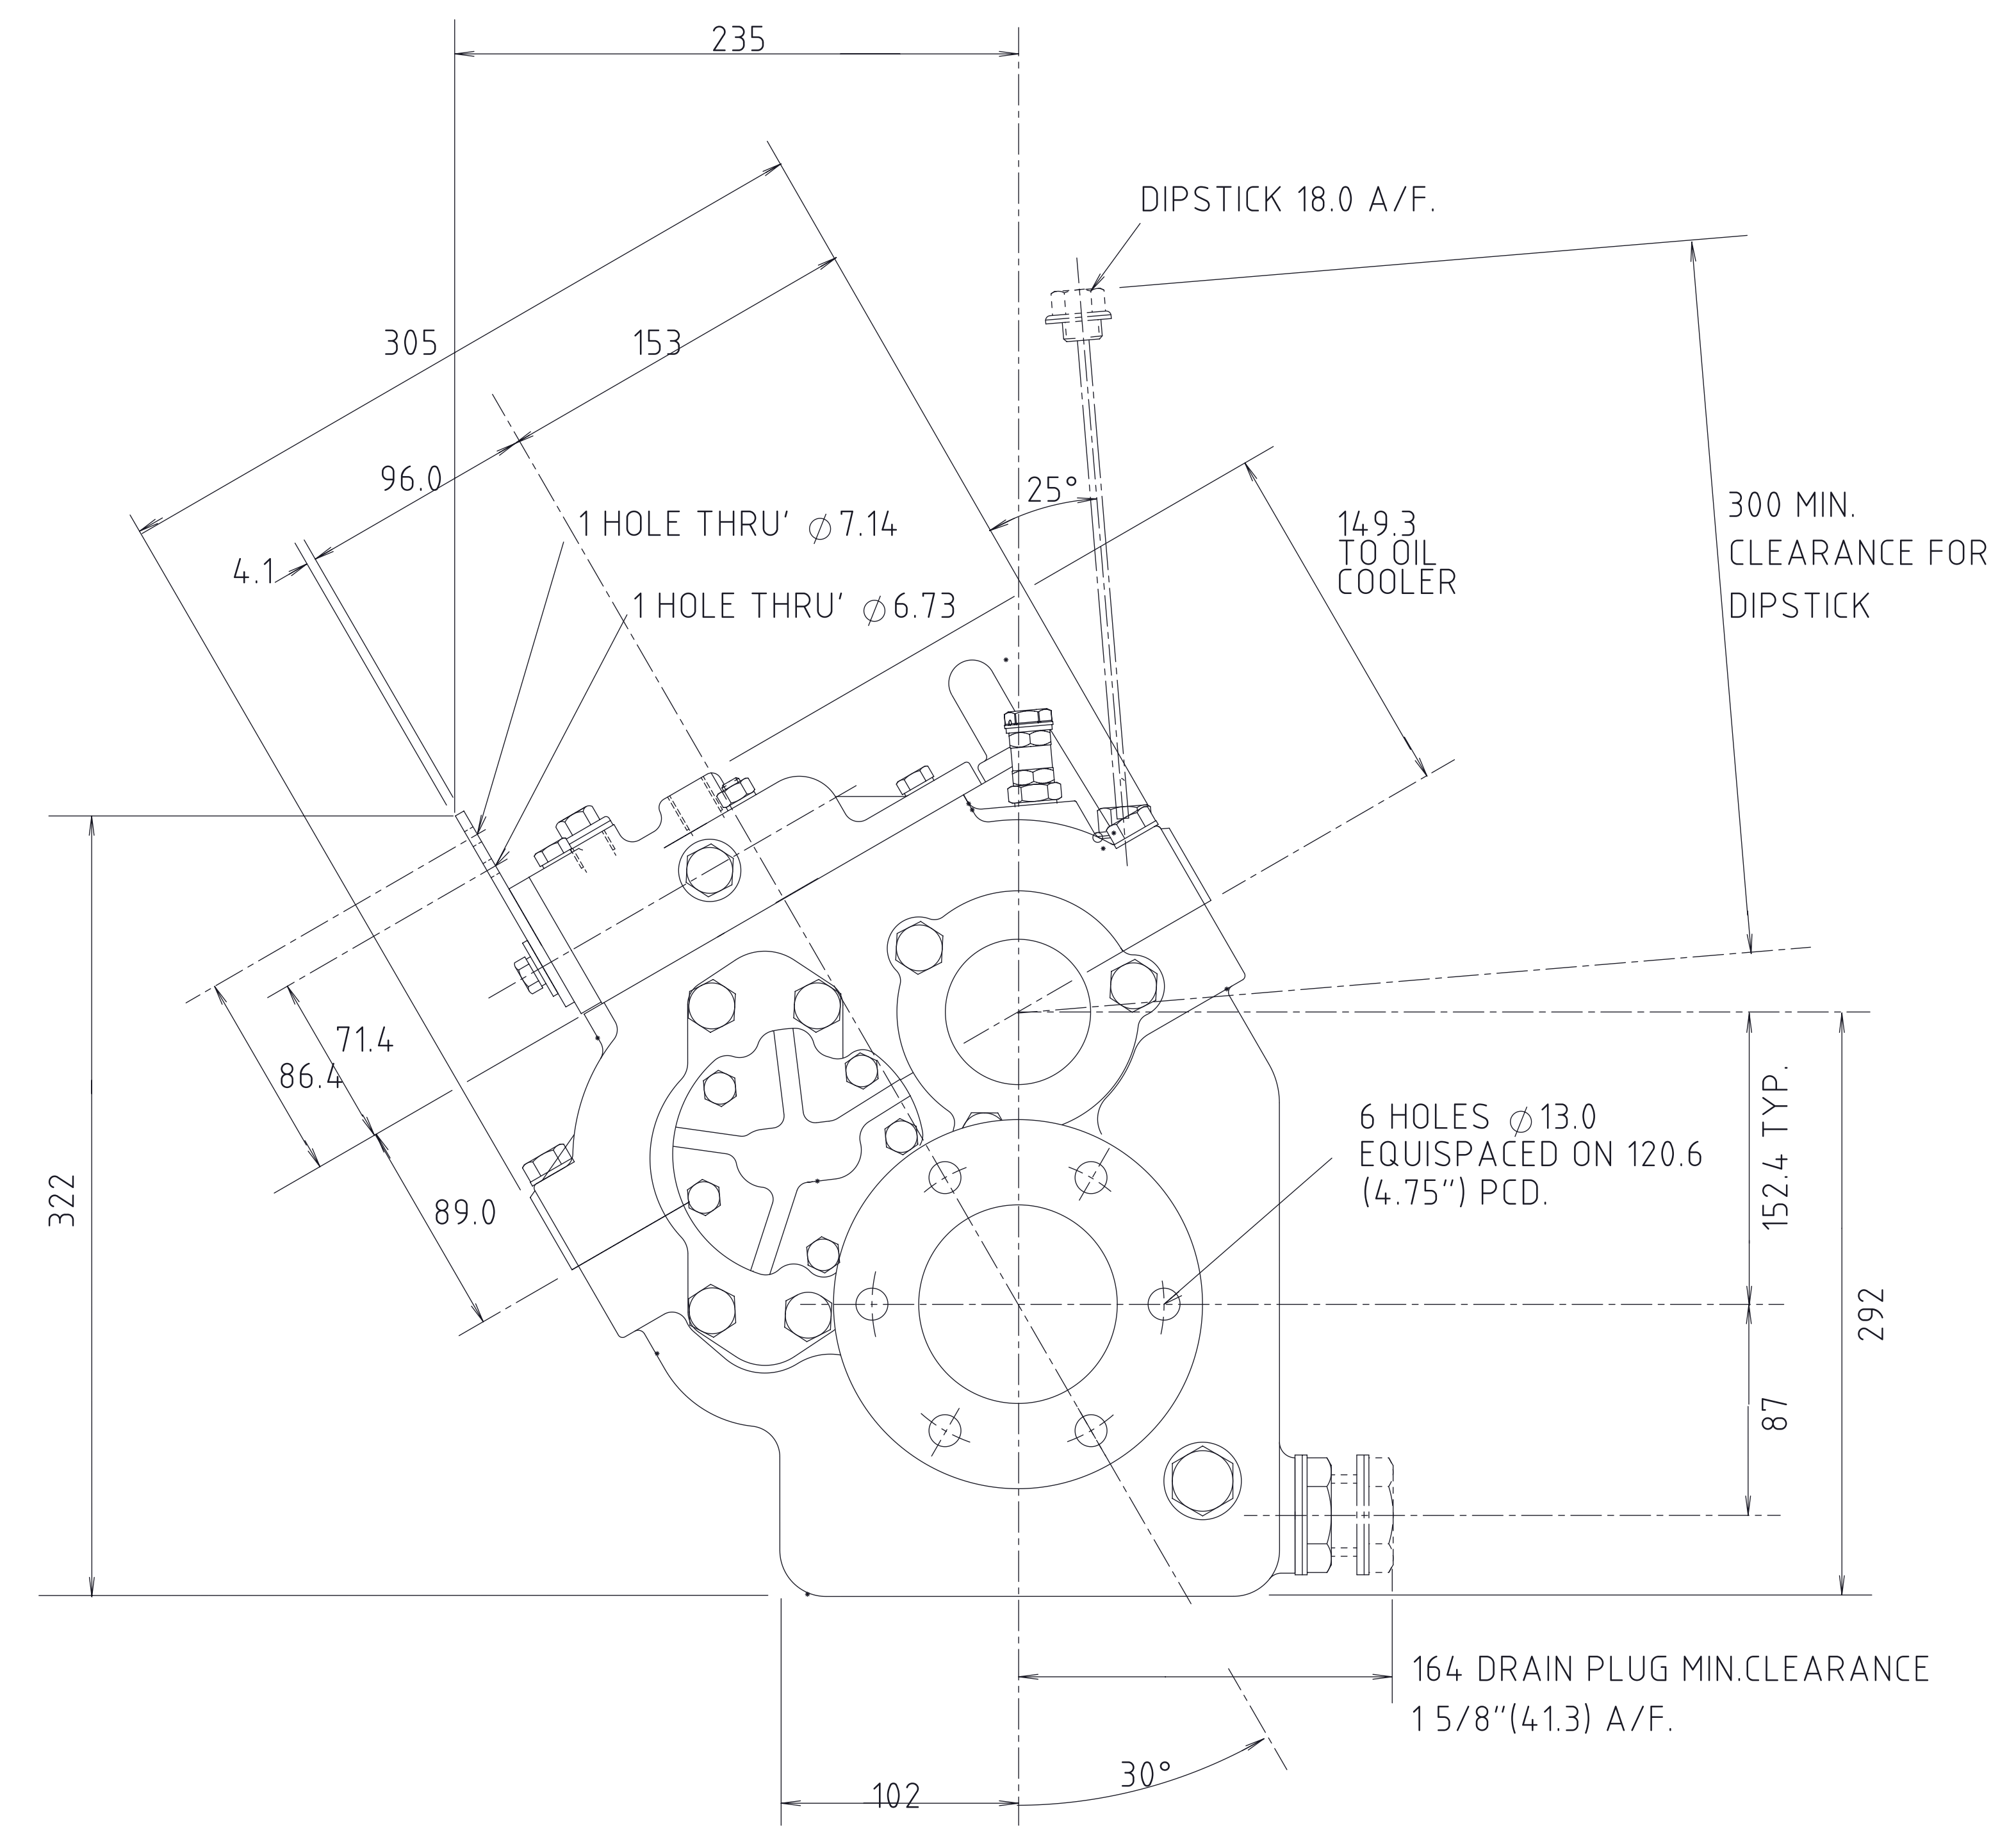 235
DIPSTICK 18.0 A/F.
305
153
96.0
25°
149.3
TO OIL
COOLER
300 MIN.
CLEARANCE FOR
DIPSTICK
1 HOLE THRU' ⌀ 7.14
4.1
1 HOLE THRU' ⌀ 6.73
71.4
86.4
89.0
322
6 HOLES ⌀ 13.0
EQUISPACED ON 120.6
(4.75") PCD.
152.4 TYP.
292
87
164 DRAIN PLUG MIN.CLEARANCE
1 5/8"(41.3) A/F.
30°
102